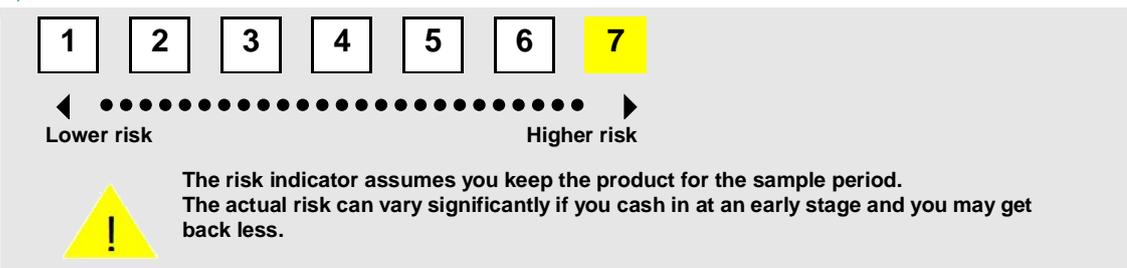 1 2 3 4 5 6 7
Lower risk Higher risk
The risk indicator assumes you keep the product for the sample period.
The actual risk can vary significantly if you cash in at an early stage and you may get
back less.
!